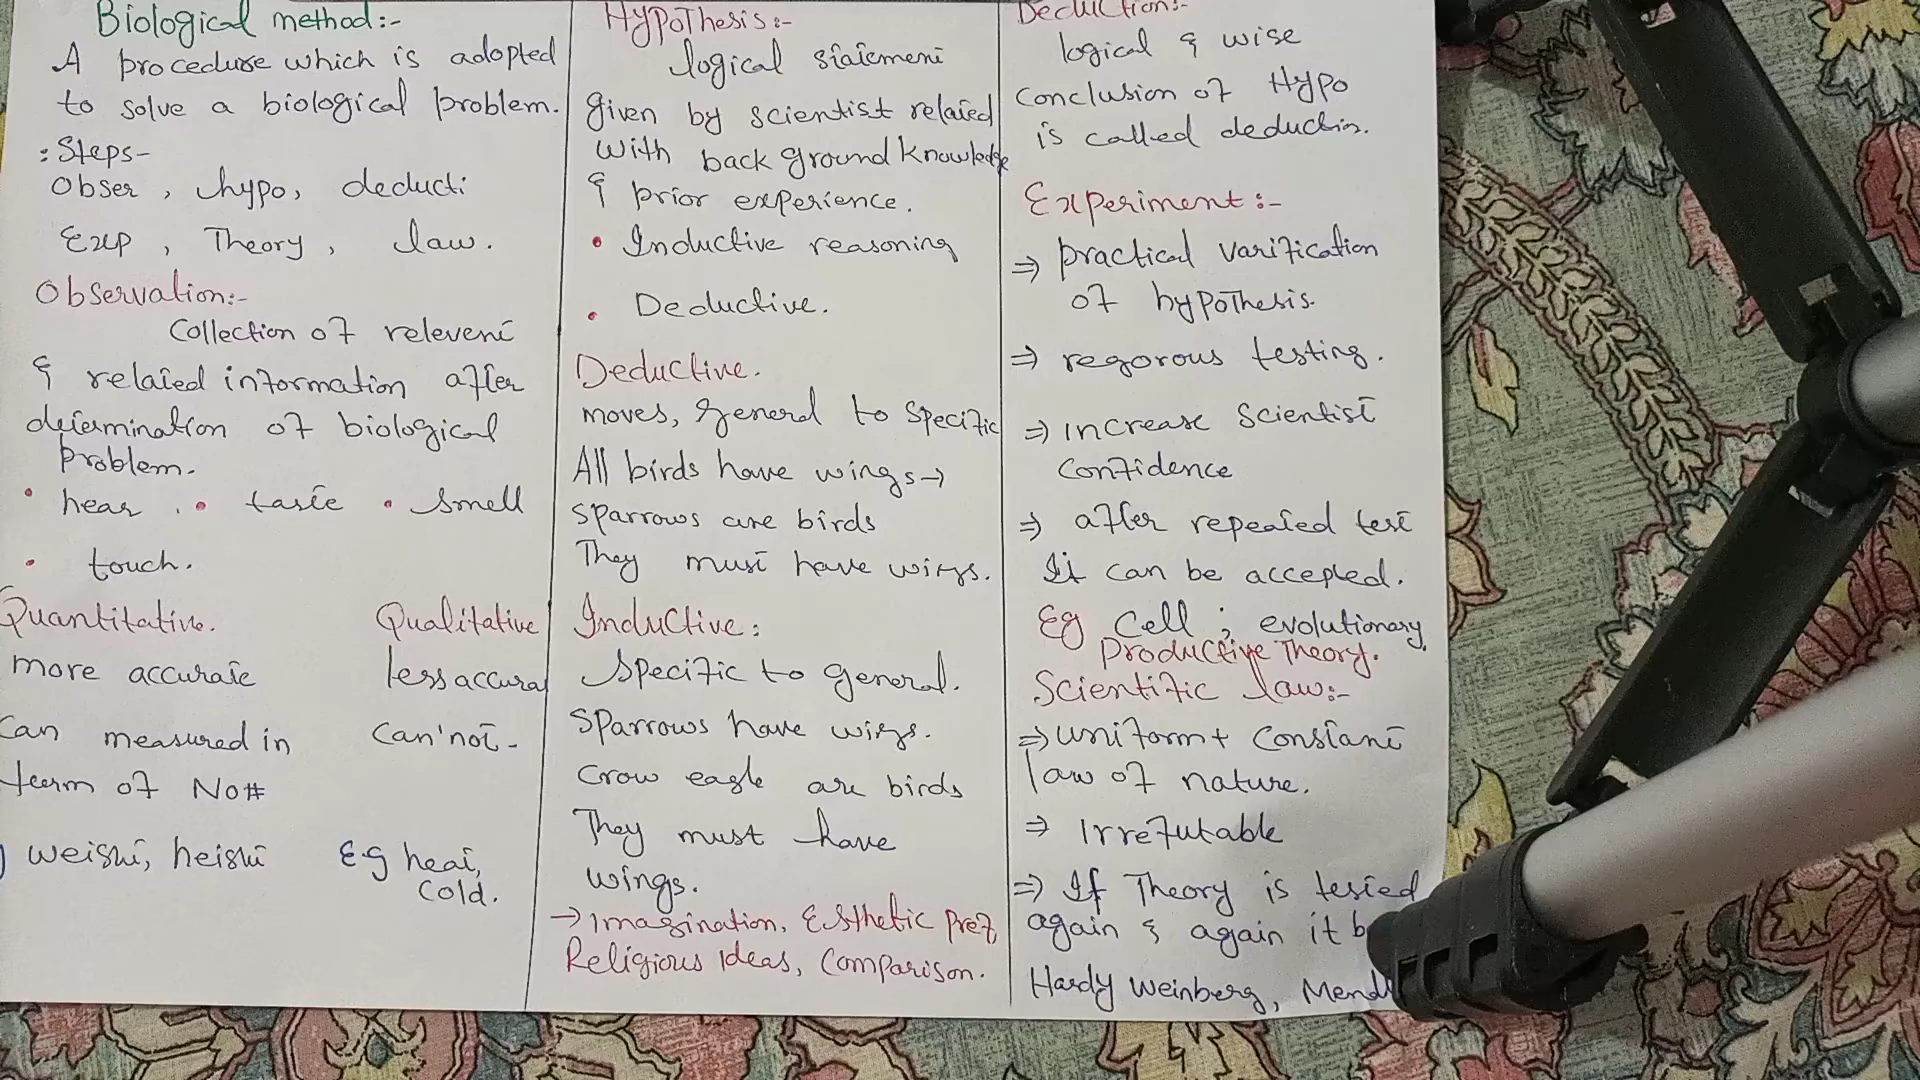 Biological method:-
A procedure which is adopted
to solve a biological problem.
: Steps-
Obser, hypo, deducti
Exp, Theory, law.
Observation:-
Collection of relevent
& related information after
determination of biological
problem.
• hear . • taste • smell
• touch.
Quantitative. Qualitative
more accurate less accurat
Can measured in can'not-
term of No#
weight, height Eg heat,
cold.
Hypothesis:-
logical statement
given by scientist related
with back ground knowledge
& prior experience.
• Inductive reasoning
• Deductive.
Deductive.
moves, general to specific
All birds have wings→
sparrows are birds
They must have wings.
Inductive:
Specific to general.
Sparrows have wings.
Crow eagle are birds
They must have
wings.
→ Imagination, Esthetic pref,
Religious Ideas, Comparison.
Deduction:-
logical & wise
conclusion of Hypo
is called deduction.
Experiment:-
⇒ practical varification
of hypothesis.
⇒ regorous testing.
⇒ increase Scientist
confidence
⇒ after repeated test
It can be accepted.
Eg Cell ; evolutionary.
Productive Theory.
Scientific law:-
⇒ uniform + constant
law of nature.
⇒ Irrefutable
⇒ If Theory is tested
again & again it b
Hardy Weinberg, Mend